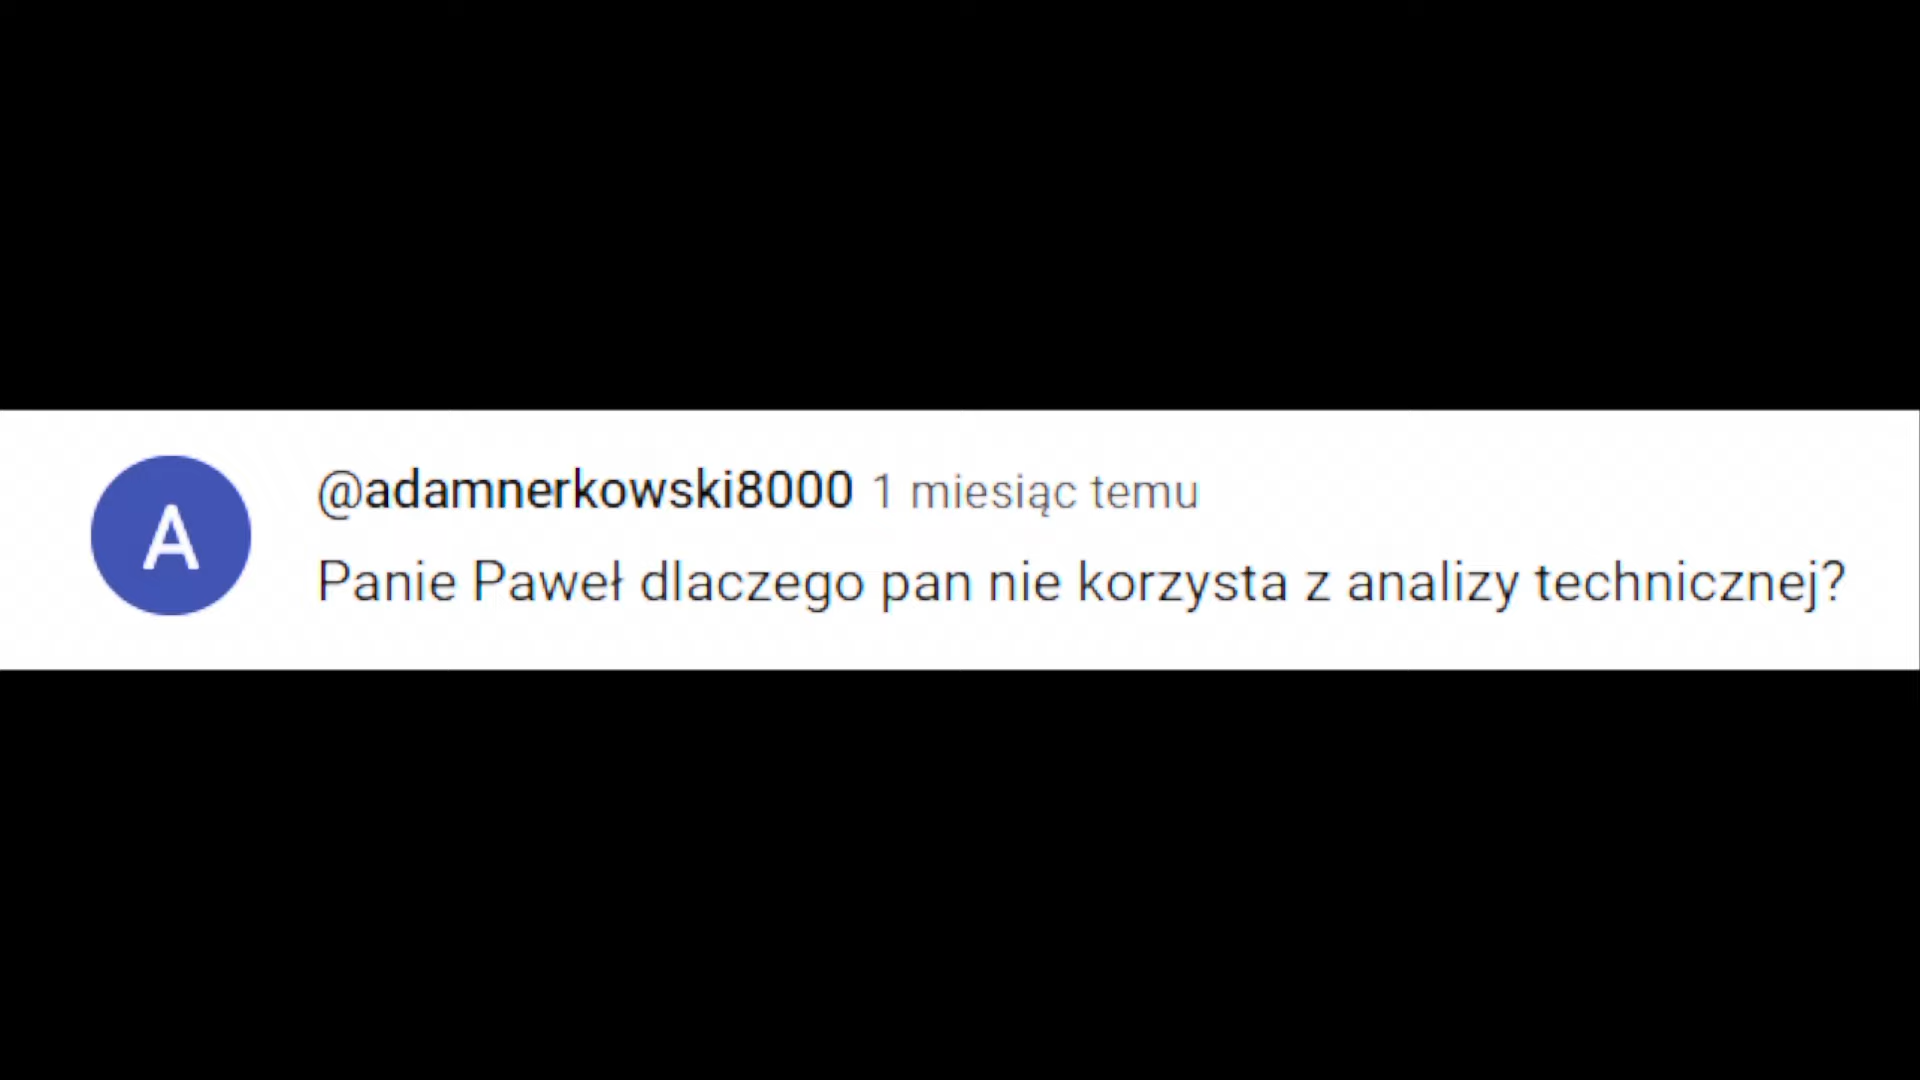 A
@adamnerkowski8000 1 miesiąc temu
Panie Paweł dlaczego pan nie korzysta z analizy technicznej?